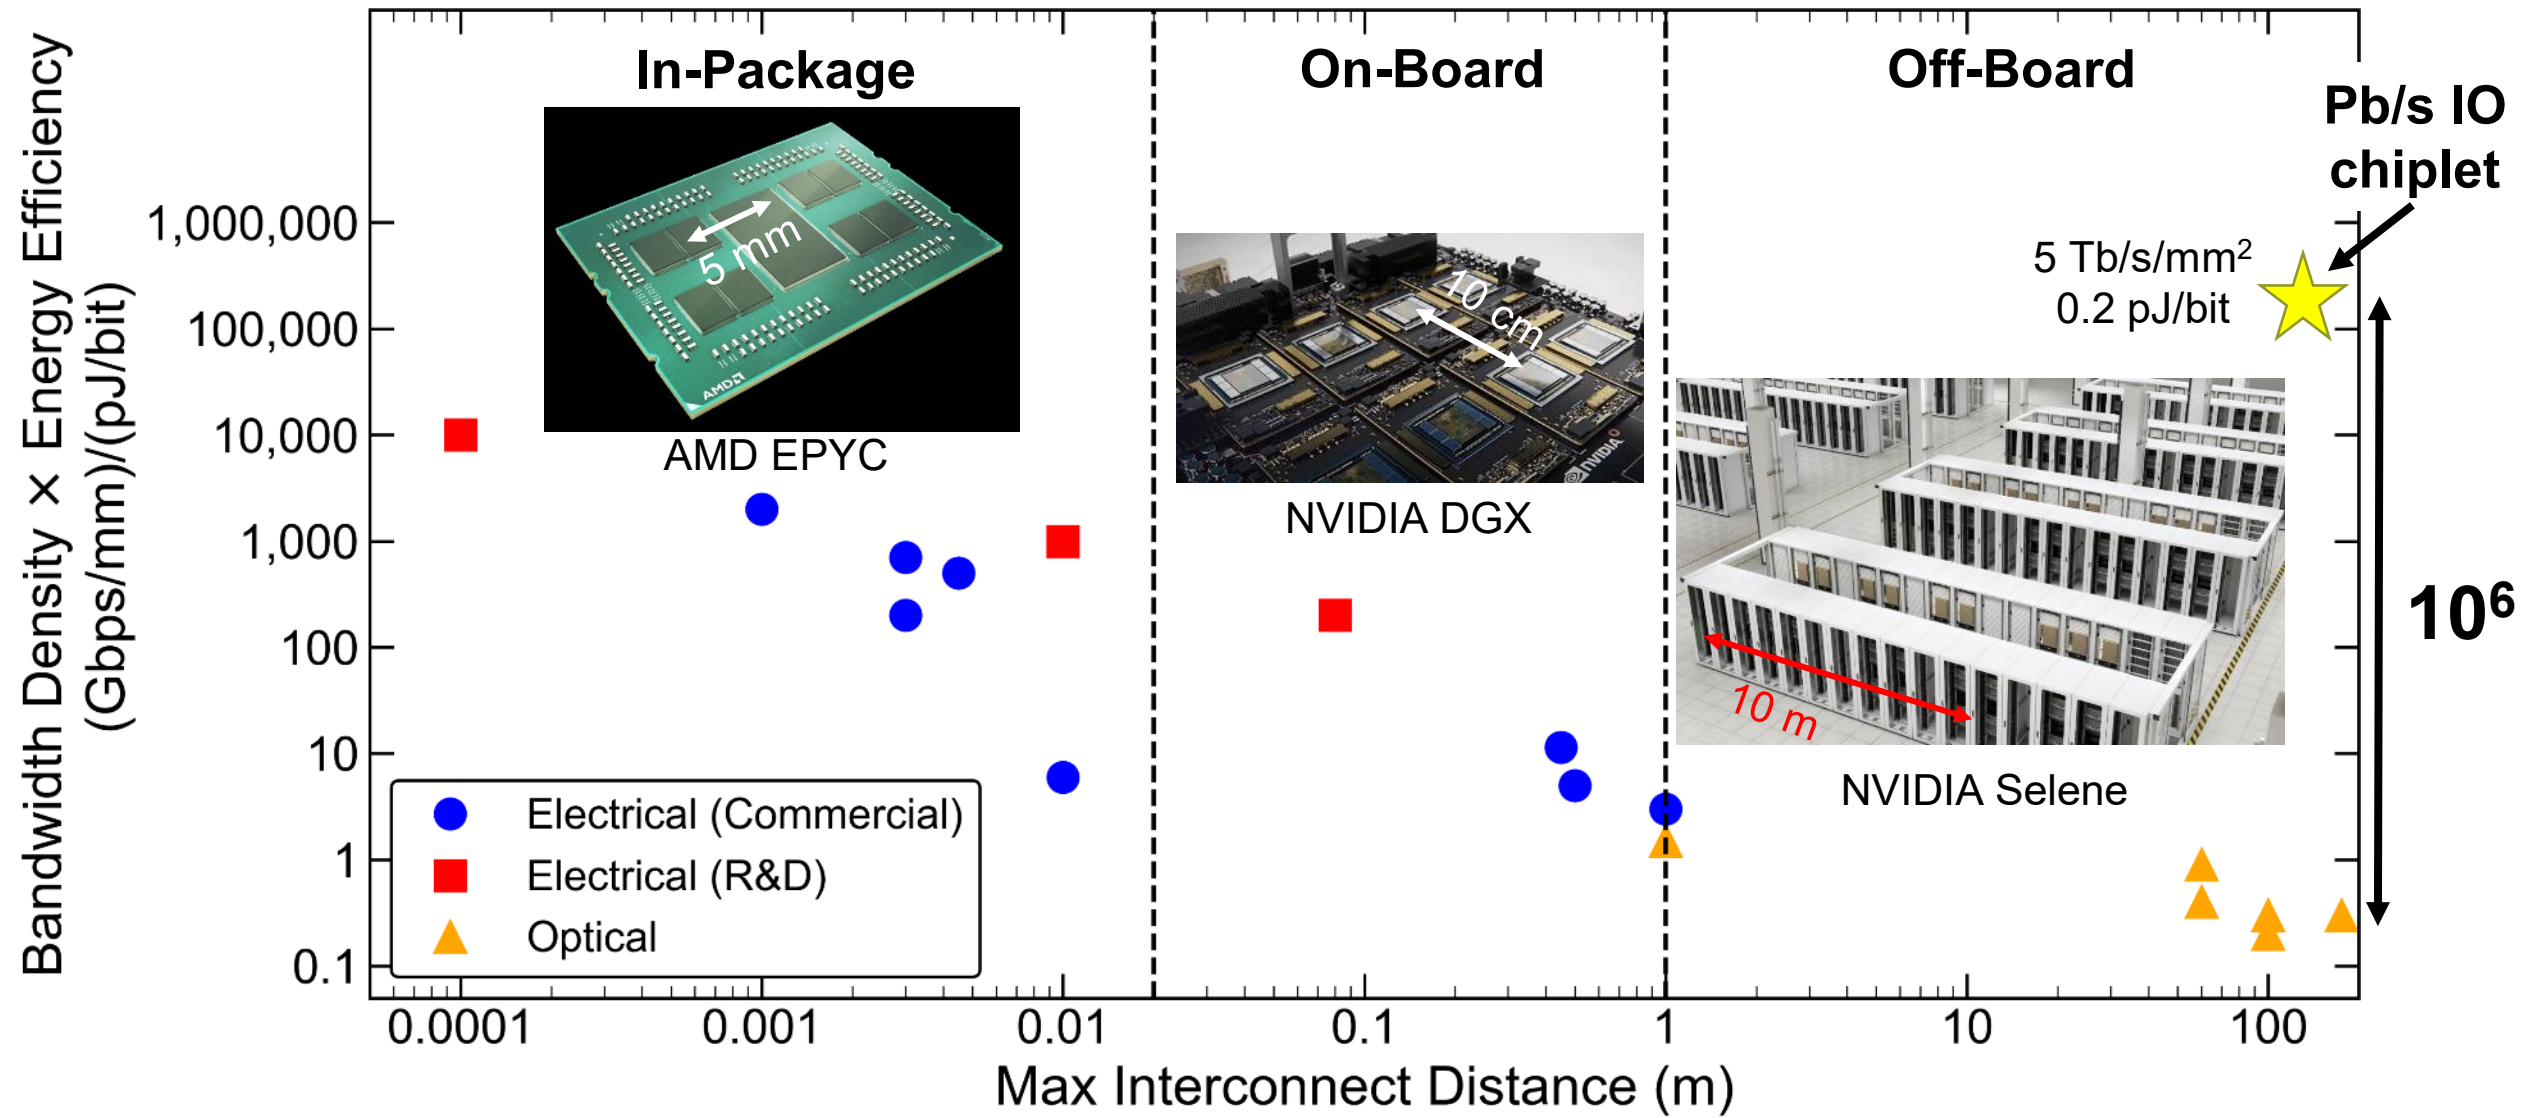 In-Package
On-Board
Off-Board
Pb/s IO
chiplet
Bandwidth Density × Energy Efficiency
(Gbps/mm)/(pJ/bit)
1,000,000
100,000
10,000
1,000
100
10
1
0.1
5 mm
AMD
AMD EPYC
10 cm
NVIDIA
NVIDIA DGX
5 Tb/s/mm²
0.2 pJ/bit
10 m
NVIDIA Selene
10⁶
Electrical (Commercial)
Electrical (R&D)
Optical
0.0001
0.001
0.01
0.1
1
10
100
Max Interconnect Distance (m)